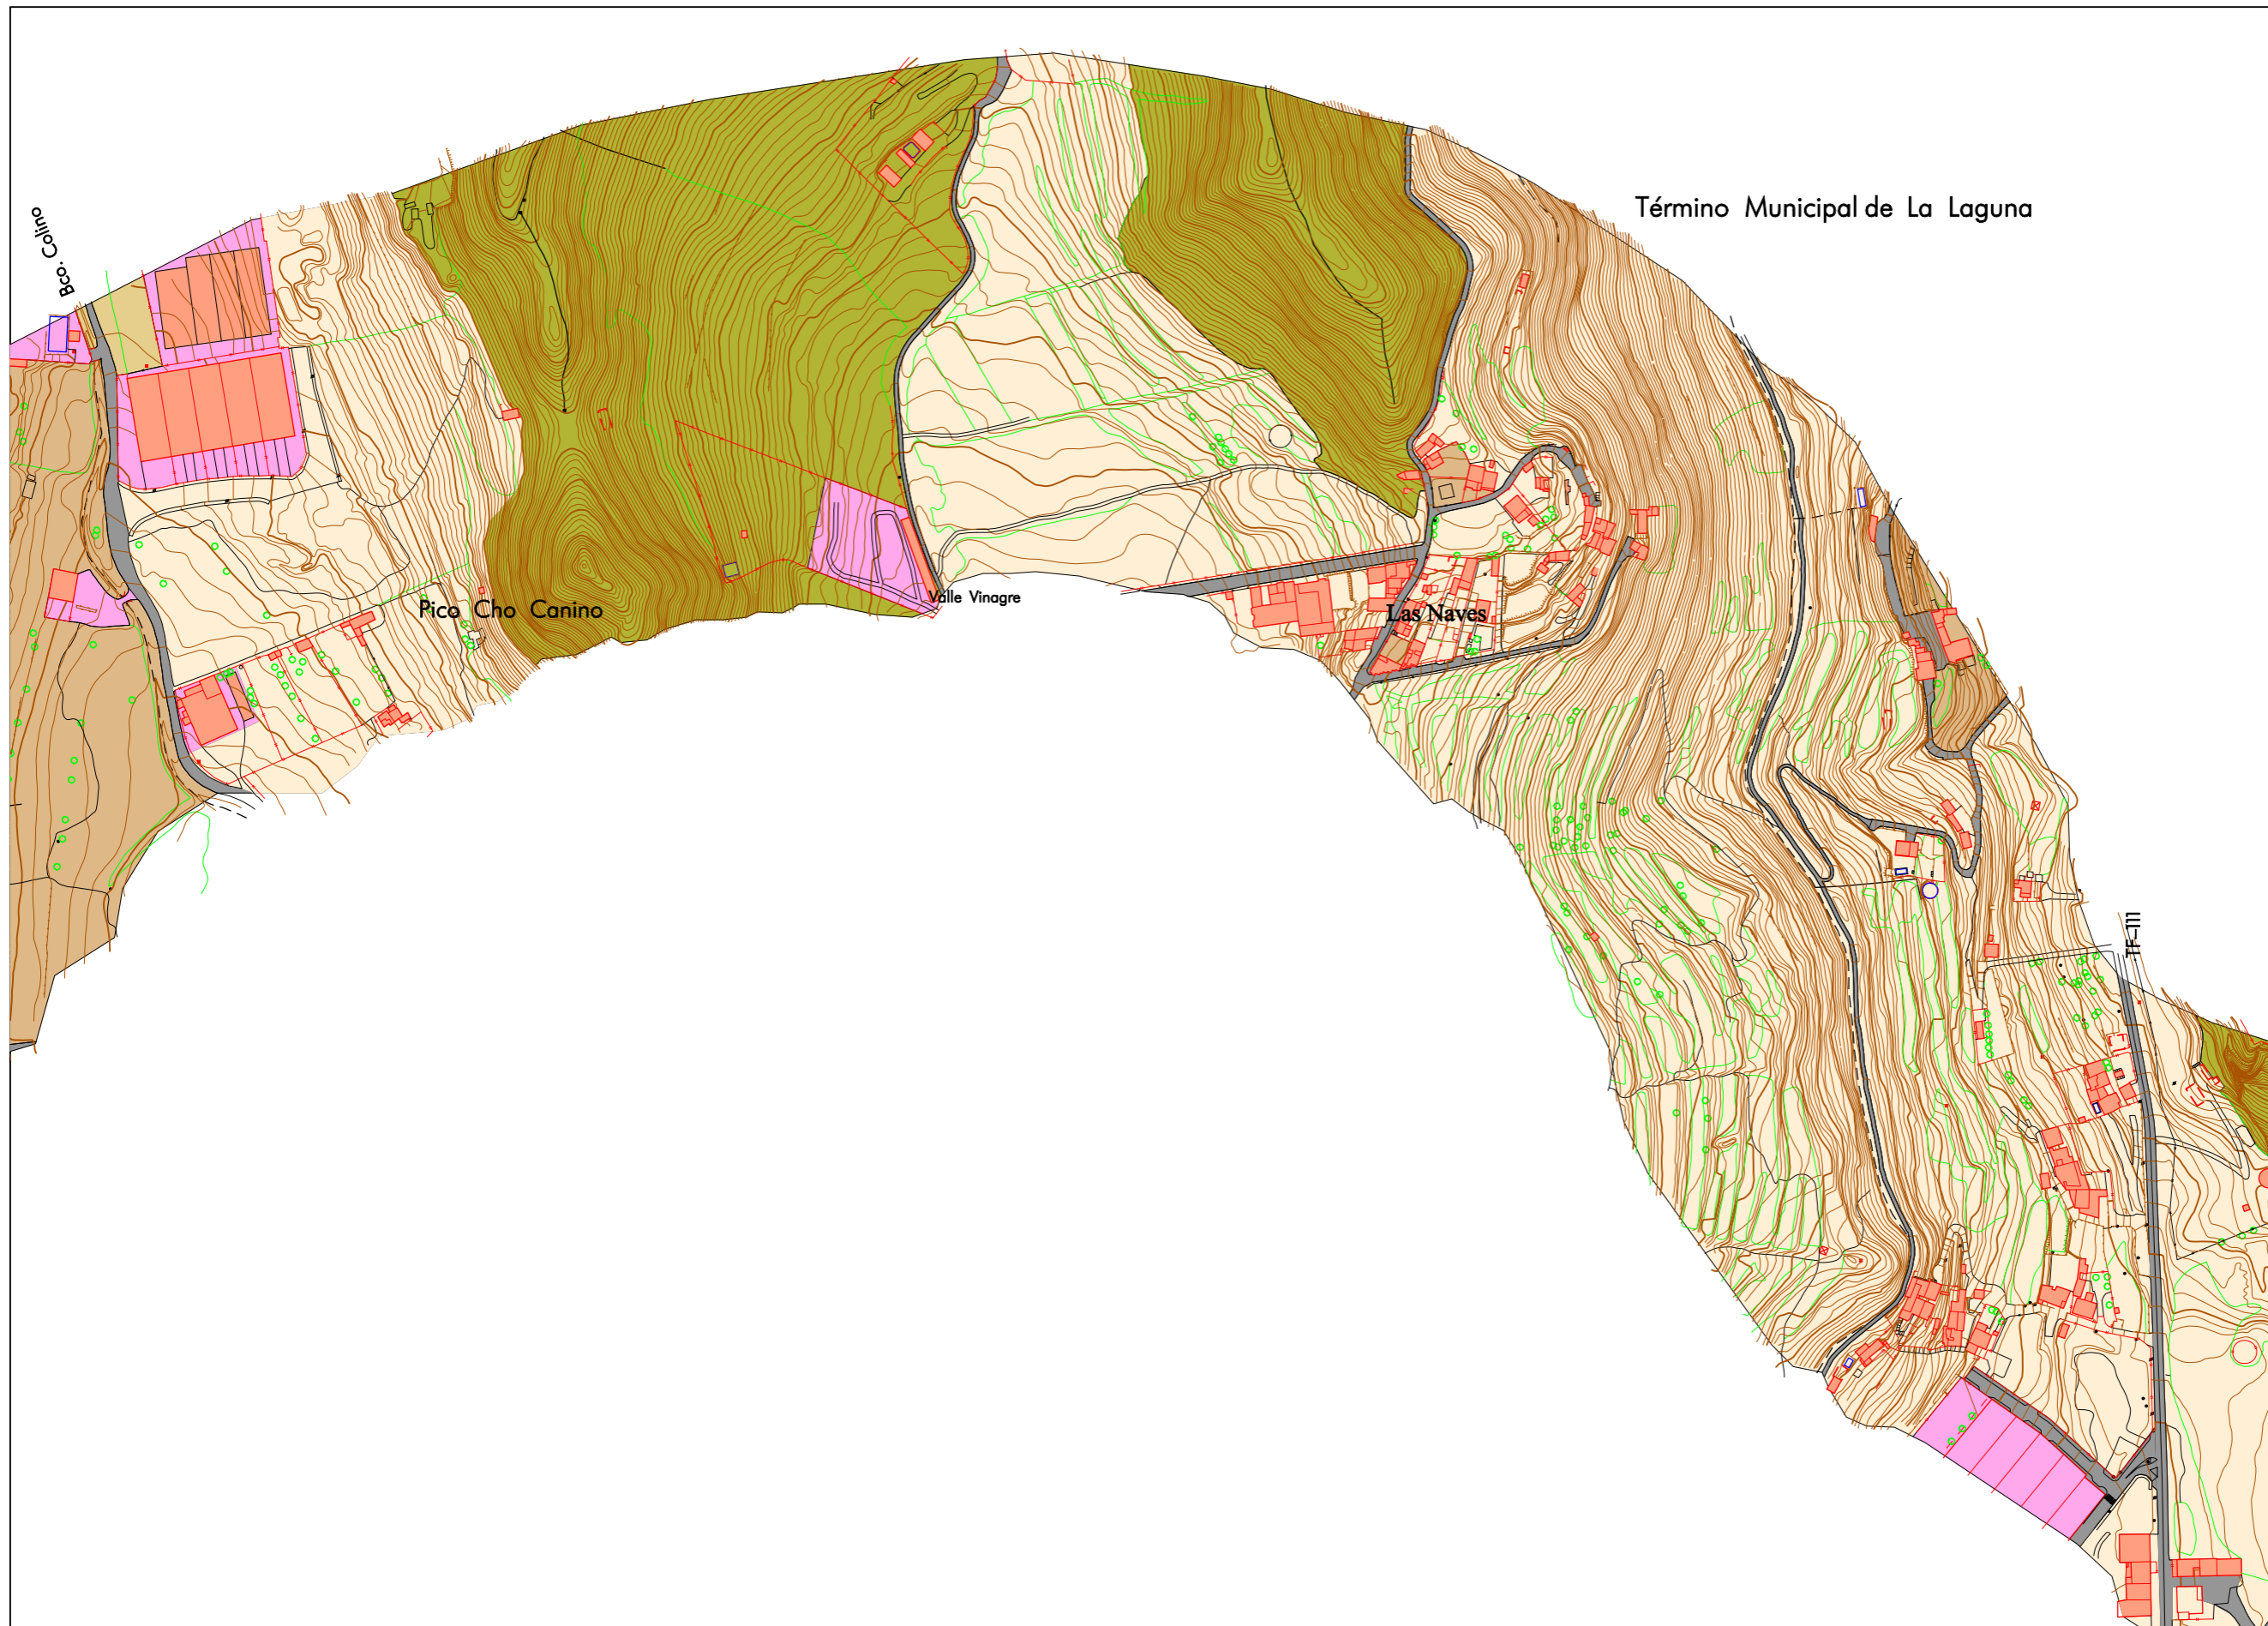 Término Municipal de La Laguna
Bco. Colino
Valle Vinagre
Pico Cho Canino
Las Naves
TF-111